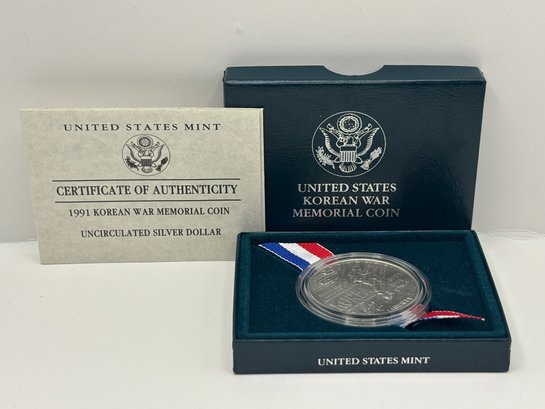 UNITED STATES MINT
CERTIFICATE OF AUTHENTICITY
1991 KOREAN WAR MEMORIAL COIN
UNCIRCULATED SILVER DOLLAR
UNITED STATES
KOREAN WAR
MEMORIAL COIN
LIBERTY
UNITED STATES MINT